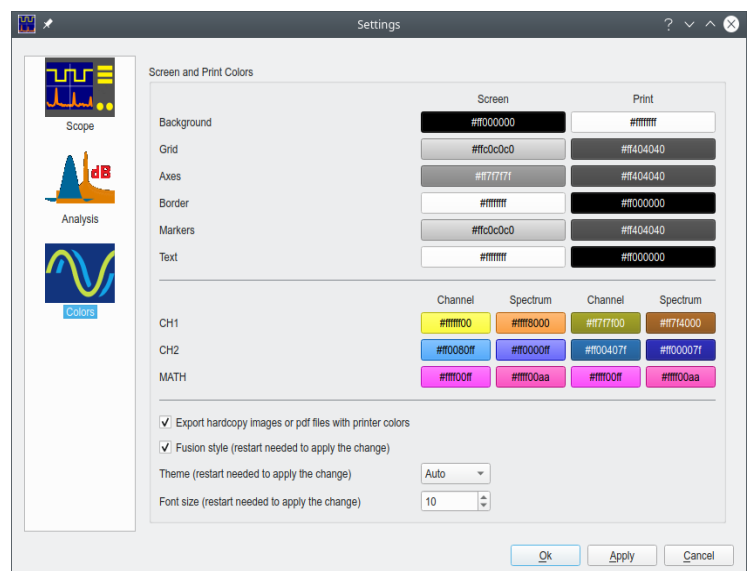 Settings
Screen and Print Colors
Scope
dB
Analysis
Colors
Screen Print
Background #ff000000 #ffffffff
Grid #ffc0c0c0 #ff404040
Axes #ff7f7f7f #ff404040
Border #ffffffff #ff000000
Markers #ffc0c0c0 #ff404040
Text #ffffffff #ff000000
Channel Spectrum Channel Spectrum
CH1 #ffffff00 #ffff8000 #ff7f7f00 #ff7f4000
CH2 #ff0080ff #ff0000ff #ff00407f #ff00007f
MATH #ffff00ff #ffff00aa #ffff00ff #ffff00aa
Export hardcopy images or pdf files with printer colors
Fusion style (restart needed to apply the change)
Theme (restart needed to apply the change) Auto
Font size (restart needed to apply the change) 10
Ok Apply Cancel